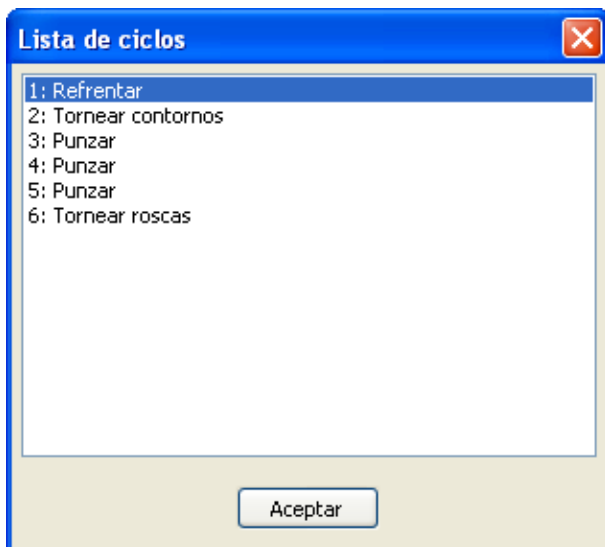 Lista de ciclos
1: Refrentar
2: Tornear contornos
3: Punzar
4: Punzar
5: Punzar
6: Tornear roscas
Aceptar